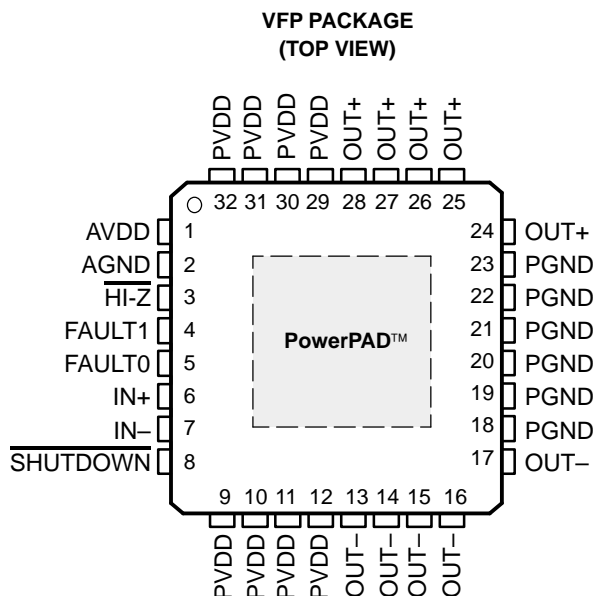 VFP PACKAGE
(TOP VIEW)
PVDD
PVDD
PVDD
PVDD
OUT+
OUT+
OUT+
OUT+
32 31 30 29 28 27 26 25
AVDD 1
AGND 2
HI-Z 3
FAULT1 4
FAULT0 5
IN+ 6
IN– 7
SHUTDOWN 8
PowerPAD™
24 OUT+
23 PGND
22 PGND
21 PGND
20 PGND
19 PGND
18 PGND
17 OUT–
9 10 11 12 13 14 15 16
PVDD
PVDD
PVDD
PVDD
OUT–
OUT–
OUT–
OUT–